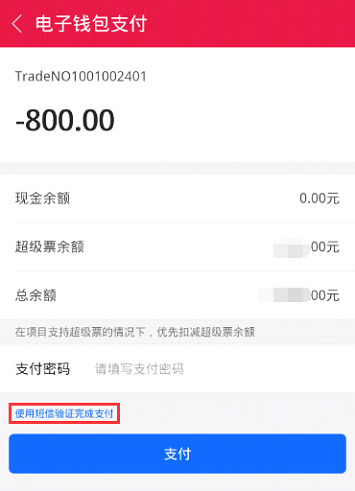 电子钱包支付
TradeNO1001002401
-800.00
现金余额 0.00元
超级票余额 00元
总余额 .00元
在项目支持超级票的情况下，优先扣减超级票余额
支付密码 请填写支付密码
使用短信验证完成支付
支付